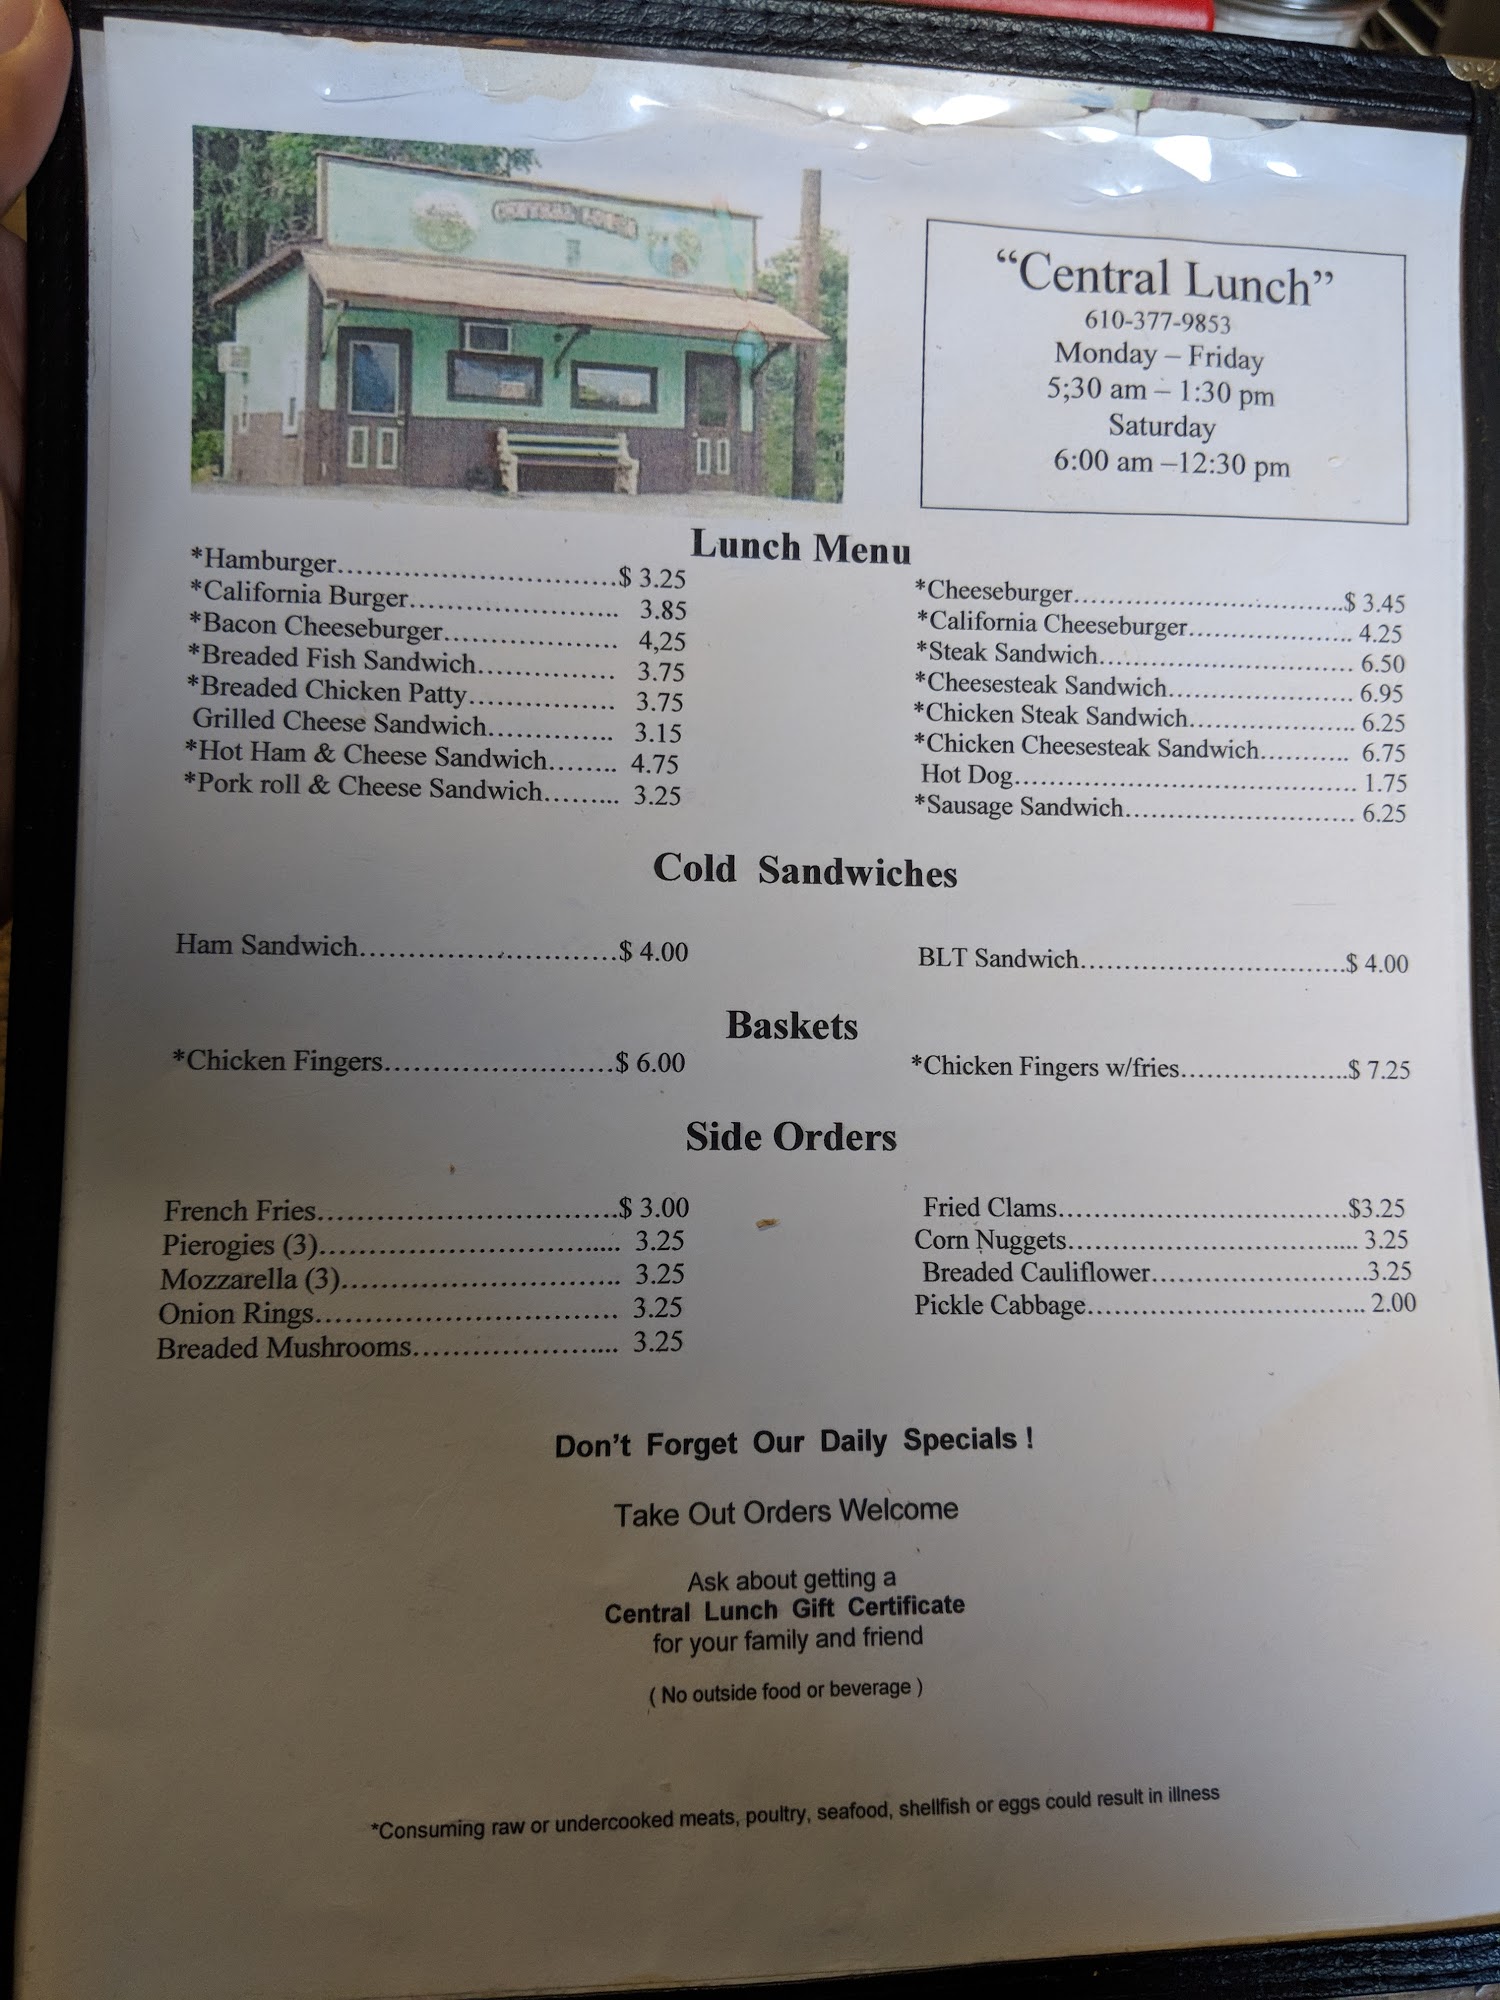 CENTRAL LUNCH
“Central Lunch”
610-377-9853
Monday – Friday
5;30 am – 1:30 pm
Saturday
6:00 am –12:30 pm
Lunch Menu
*Hamburger……………………….$ 3.25
*California Burger………………… 3.85
*Bacon Cheeseburger……………… 4,25
*Breaded Fish Sandwich…………… 3.75
*Breaded Chicken Patty…………… 3.75
Grilled Cheese Sandwich………….. 3.15
*Hot Ham & Cheese Sandwich…….. 4.75
*Pork roll & Cheese Sandwich……... 3.25
*Cheeseburger………………………..$ 3.45
*California Cheeseburger…………….. 4.25
*Steak Sandwich……………………… 6.50
*Cheesesteak Sandwich………………. 6.95
*Chicken Steak Sandwich…………….. 6.25
*Chicken Cheesesteak Sandwich……….. 6.75
Hot Dog……………………………… 1.75
*Sausage Sandwich…………………… 6.25
Cold Sandwiches
Ham Sandwich……………………….$ 4.00
BLT Sandwich………………………..$ 4.00
Baskets
*Chicken Fingers…………………….$ 6.00
*Chicken Fingers w/fries………………..$ 7.25
Side Orders
French Fries………………………….$ 3.00
Pierogies (3)………………………..... 3.25
Mozzarella (3)……………………….. 3.25
Onion Rings………………………… 3.25
Breaded Mushrooms………………..... 3.25
Fried Clams………………………….$3.25
Corn Nuggets………………………... 3.25
Breaded Cauliflower…………………..3.25
Pickle Cabbage……………………….. 2.00
Don’t Forget Our Daily Specials !
Take Out Orders Welcome
Ask about getting a
Central Lunch Gift Certificate
for your family and friend
( No outside food or beverage )
*Consuming raw or undercooked meats, poultry, seafood, shellfish or eggs could result in illness